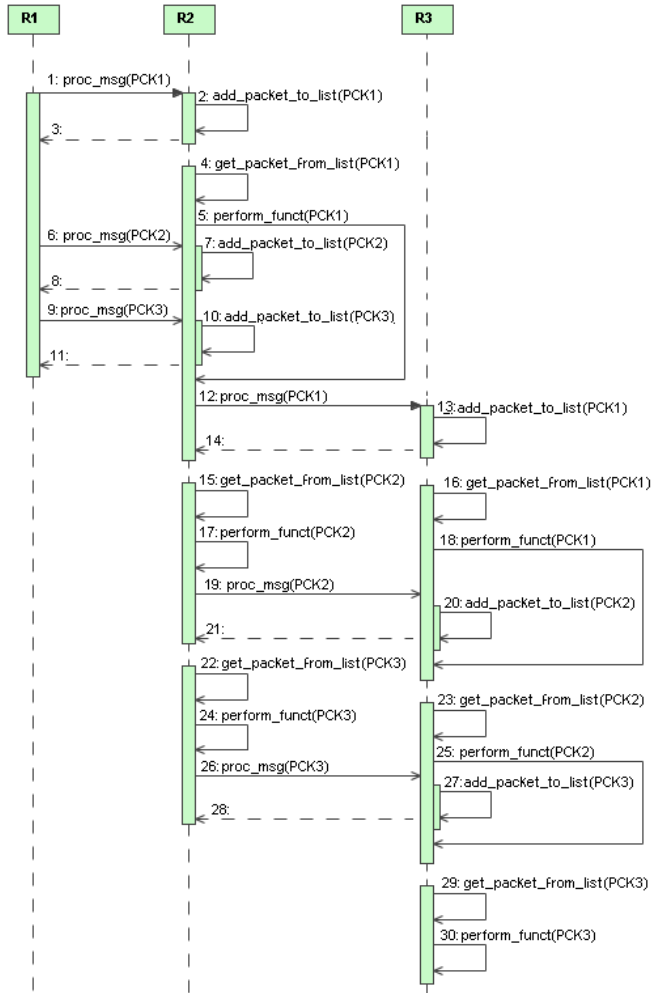 R1
R2
R3
1: proc_msg(PCK1)
2: add_packet_to_list(PCK1)
3:
4: get_packet_from_list(PCK1)
5: perform_funct(PCK1)
6: proc_msg(PCK2)
7: add_packet_to_list(PCK2)
8:
9: proc_msg(PCK3)
10: add_packet_to_list(PCK3)
11:
12: proc_msg(PCK1)
13: add_packet_to_list(PCK1)
14:
15: get_packet_from_list(PCK2)
16: get_packet_from_list(PCK1)
17: perform_funct(PCK2)
18: perform_funct(PCK1)
19: proc_msg(PCK2)
20: add_packet_to_list(PCK2)
21:
22: get_packet_from_list(PCK3)
23: get_packet_from_list(PCK2)
24: perform_funct(PCK3)
25: perform_funct(PCK2)
26: proc_msg(PCK3)
27: add_packet_to_list(PCK3)
28:
29: get_packet_from_list(PCK3)
30: perform_funct(PCK3)